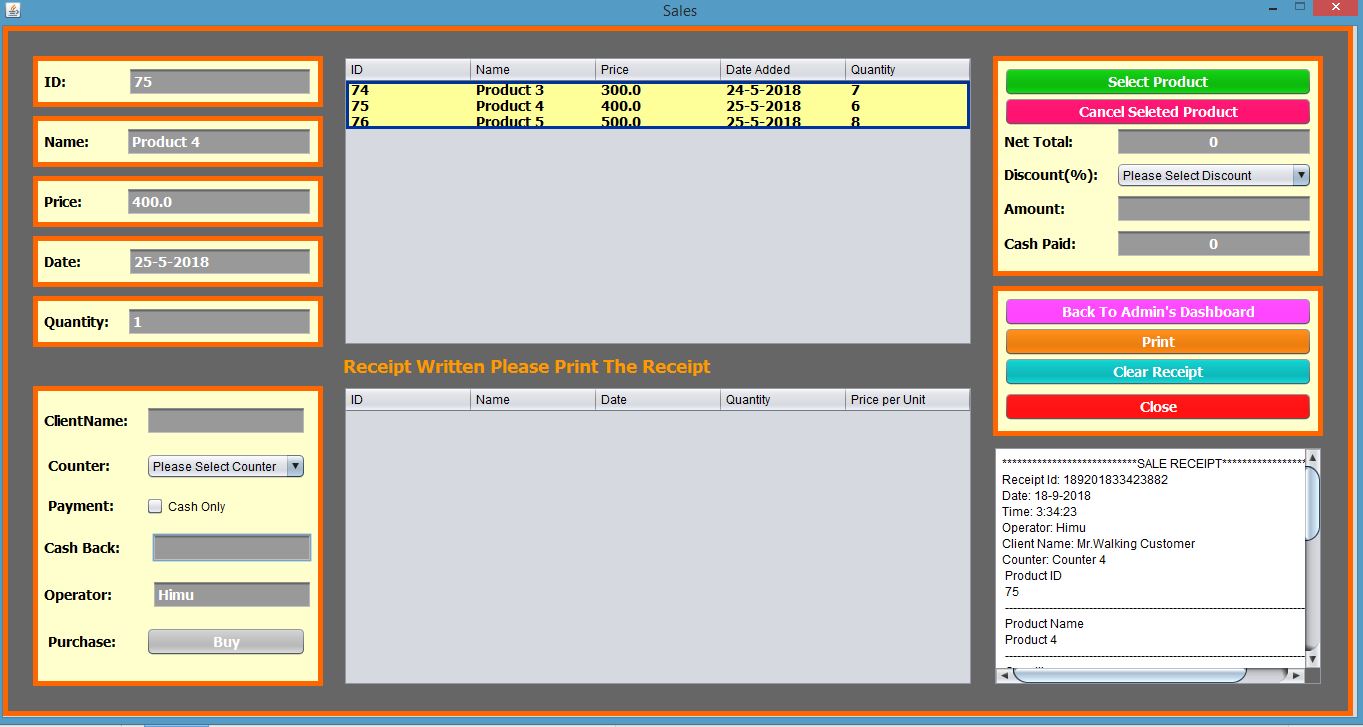 Sales
ID: 75
Name: Product 4
Price: 400.0
Date: 25-5-2018
Quantity: 1
ID Name Price Date Added Quantity
74 Product 3 300.0 24-5-2018 7
75 Product 4 400.0 25-5-2018 6
76 Product 5 500.0 25-5-2018 8
Select Product
Cancel Seleted Product
Net Total: 0
Discount(%): Please Select Discount
Amount:
Cash Paid: 0
Back To Admin's Dashboard
Print
Clear Receipt
Close
Receipt Written Please Print The Receipt
ID Name Date Quantity Price per Unit
ClientName:
Counter: Please Select Counter
Payment: Cash Only
Cash Back:
Operator: Himu
Purchase: Buy
***************************SALE RECEIPT*****************
Receipt Id: 189201833423882
Date: 18-9-2018
Time: 3:34:23
Operator: Himu
Client Name: Mr.Walking Customer
Counter: Counter 4
Product ID
75
Product Name
Product 4